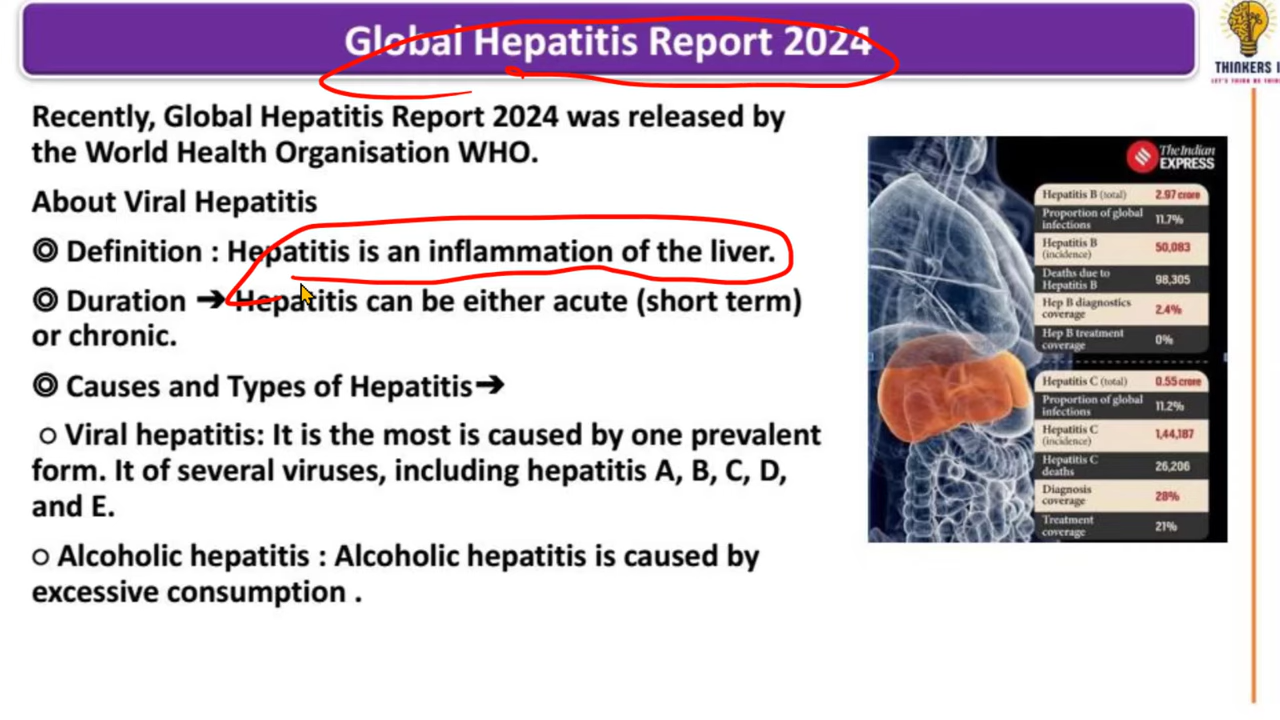 Global Hepatitis Report 2024
THINKERS
Recently, Global Hepatitis Report 2024 was released by
the World Health Organisation WHO.
About Viral Hepatitis
◎ Definition : Hepatitis is an inflammation of the liver.
◎ Duration ➔ Hepatitis can be either acute (short term)
or chronic.
◎ Causes and Types of Hepatitis➔
○ Viral hepatitis: It is the most is caused by one prevalent
form. It of several viruses, including hepatitis A, B, C, D,
and E.
○ Alcoholic hepatitis : Alcoholic hepatitis is caused by
excessive consumption .
The Indian
EXPRESS
Hepatitis B (total) 2.97 crore
Proportion of global
infections 11.7%
Hepatitis B
(incidence) 50,083
Deaths due to
Hepatitis B 98,305
Hep B diagnostics
coverage 2.4%
Hep B treatment
coverage 0%
Hepatitis C (total) 0.55 crore
Proportion of global
infections 11.2%
Hepatitis C
(incidence) 1,44,187
Hepatitis C
deaths 26,206
Diagnosis
coverage 28%
Treatment
coverage 21%